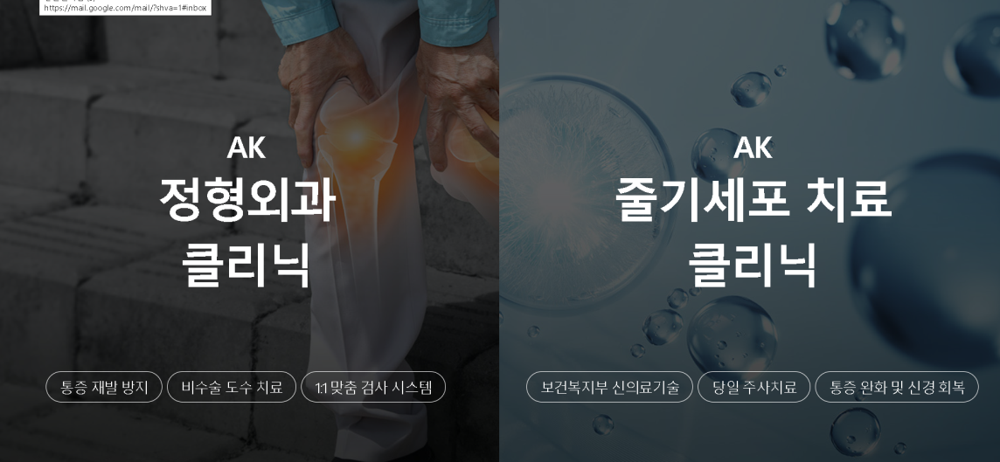 https://mail.google.com/mail/?shva=1#inbox
AK
정형외과
클리닉
통증 재발 방지
비수술 도수 치료
1:1 맞춤 검사 시스템
AK
줄기세포 치료
클리닉
보건복지부 신의료기술
당일 주사치료
통증 완화 및 신경 회복